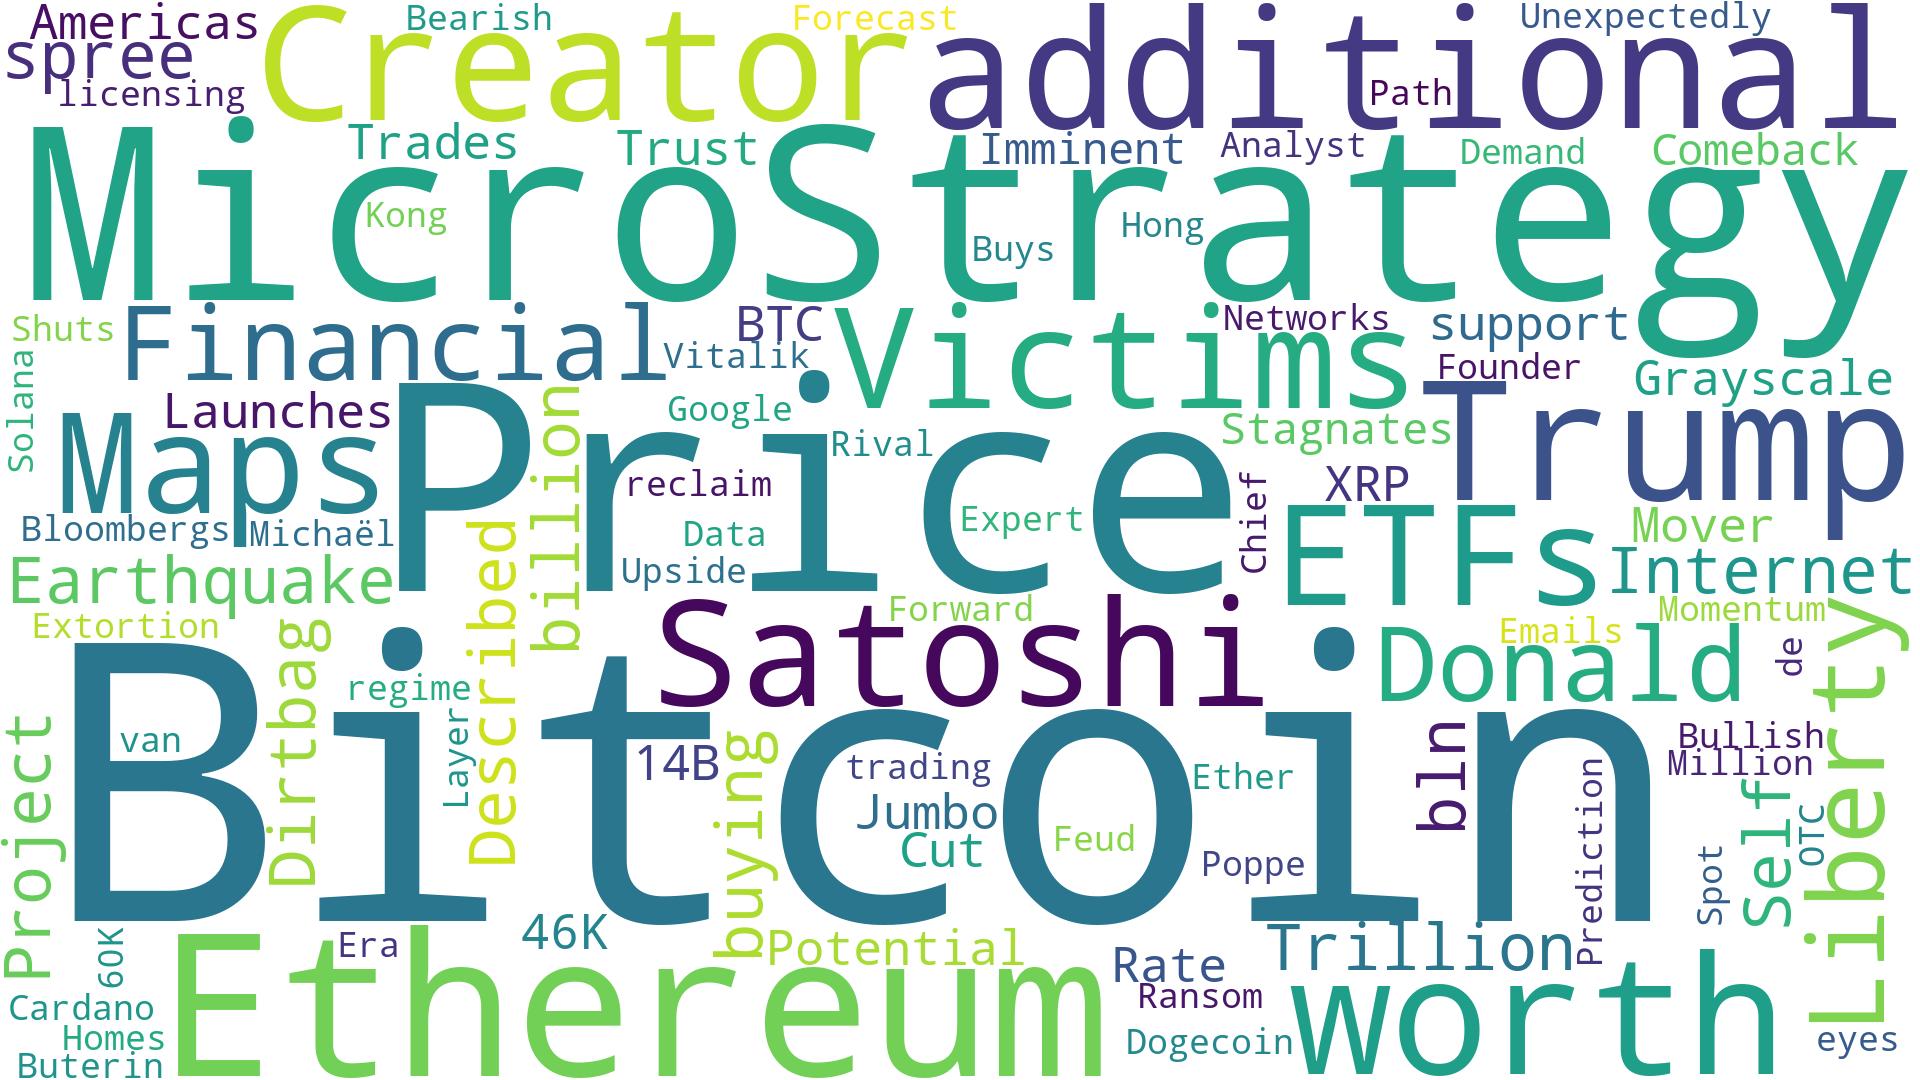 Americas
Bearish
Forecast
Unexpectedly
spree
Creator
additional
licensing
Path
MicroStrategy
Trades
Trust
Imminent
Analyst
Demand
Comeback
Kong
Hong
Buys
Shuts
Financial
BTC
Victims
Networks
support
Vitalik
Founder
Grayscale
Solana
Launches
Google
Maps
Price
billion
Rival
Stagnates
Trump
reclaim
XRP
Chief
Bloombergs
Michaël
Data
Expert
ETFs
Mover
Earthquake
Described
Upside
Internet
Extortion
Satoshi
Forward
Emails
Momentum
Dirtbag
regime
Donald
de
Liberty
Project
Bitcoin
van
Layer
buying
14B
trading
Ether
bln
Bullish
Million
Jumbo
Cut
Feud
Poppe
Prediction
Spot
Self
OTC
60K
Era
46K
Potential
Rate
Trillion
Cardano
Ethereum
Ransom
worth
Homes
Dogecoin
eyes
Buterin